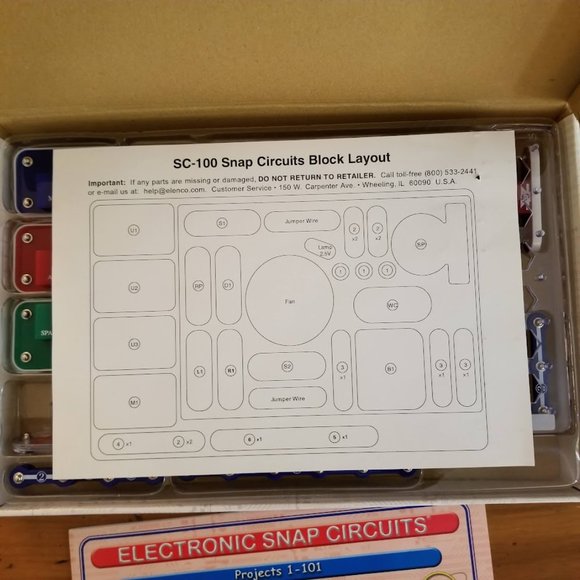 SC-100 Snap Circuits Block Layout
Important: If any parts are missing or damaged, DO NOT RETURN TO RETAILER. Call toll-free (800) 533-2441
or e-mail us at: help@elenco.com. Customer Service • 150 W. Carpenter Ave. • Wheeling, IL 60090 U.S.A.
U1
S1
Jumper Wire
2
x2
2
x2
SP
Lamp
2.5V
1
1
1
U2
RP
D1
Fan
WC
U3
L1
R1
S2
3
x1
B1
3
x1
3
x1
M1
Jumper Wire
4 x1
2 x2
6 x1
5 x1
SPA
2
ELECTRONIC SNAP CIRCUITS
Projects 1-101